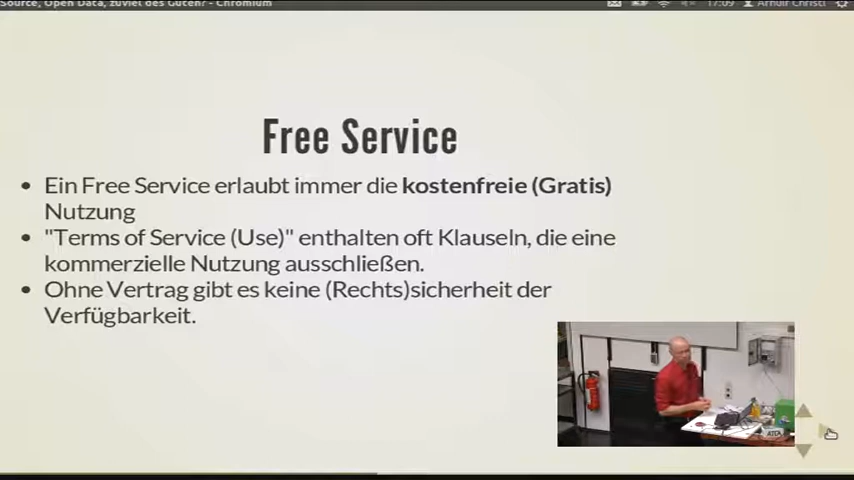 Source, Open Data, zuviel des Guten? - Chromium
17:09
Arnulf Christl
Free Service
• Ein Free Service erlaubt immer die kostenfreie (Gratis)
Nutzung
• "Terms of Service (Use)" enthalten oft Klauseln, die eine
kommerzielle Nutzung ausschließen.
• Ohne Vertrag gibt es keine (Rechts)sicherheit der
Verfügbarkeit.